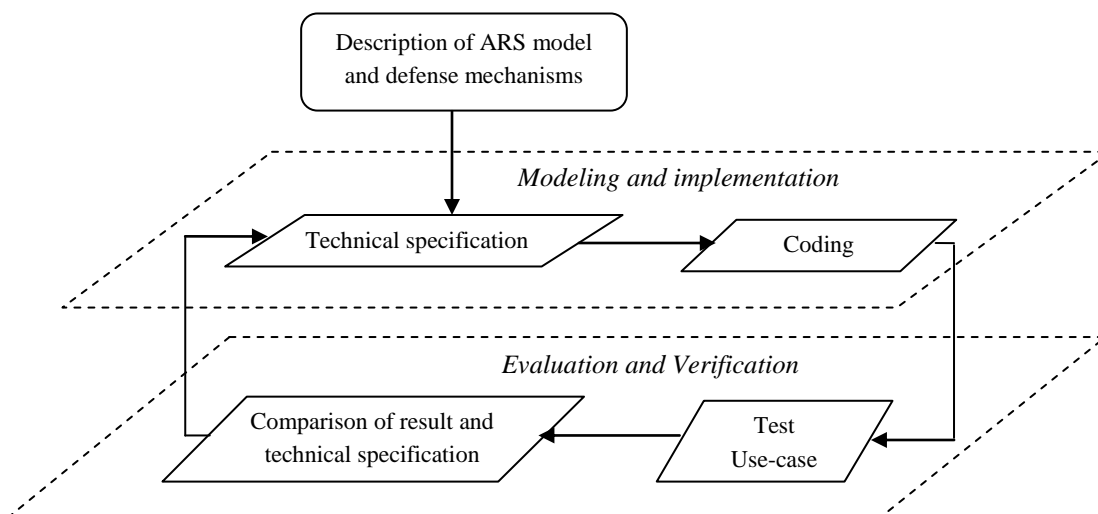 Description of ARS model
and defense mechanisms
Modeling and implementation
Technical specification
Coding
Evaluation and Verification
Comparison of result and
technical specification
Test
Use-case